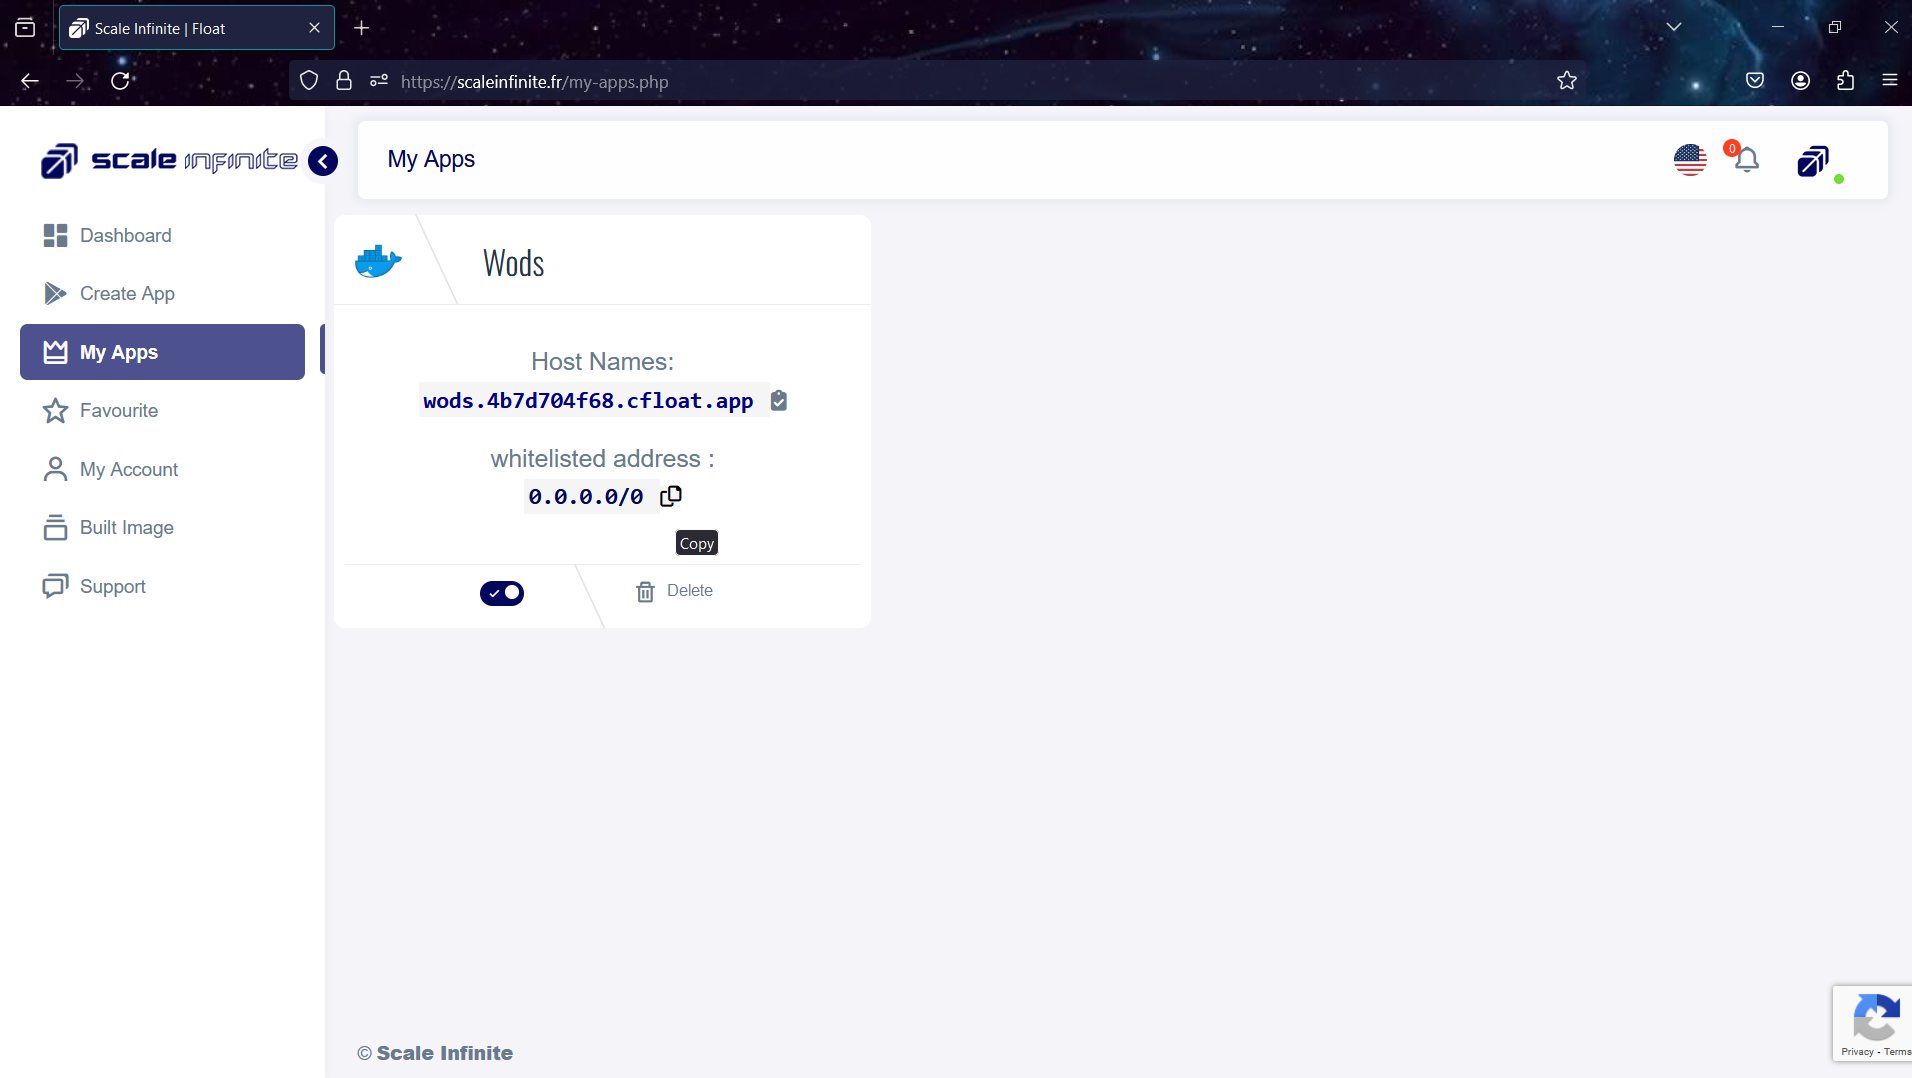 Scale Infinite | Float
https://scaleinfinite.fr/my-apps.php
scale infinite
My Apps
0
Dashboard
Create App
My Apps
Favourite
My Account
Built Image
Support
Wods
Host Names:
wods.4b7d704f68.cfloat.app
whitelisted address :
0.0.0.0/0
Copy
Delete
© Scale Infinite
Privacy - Terms